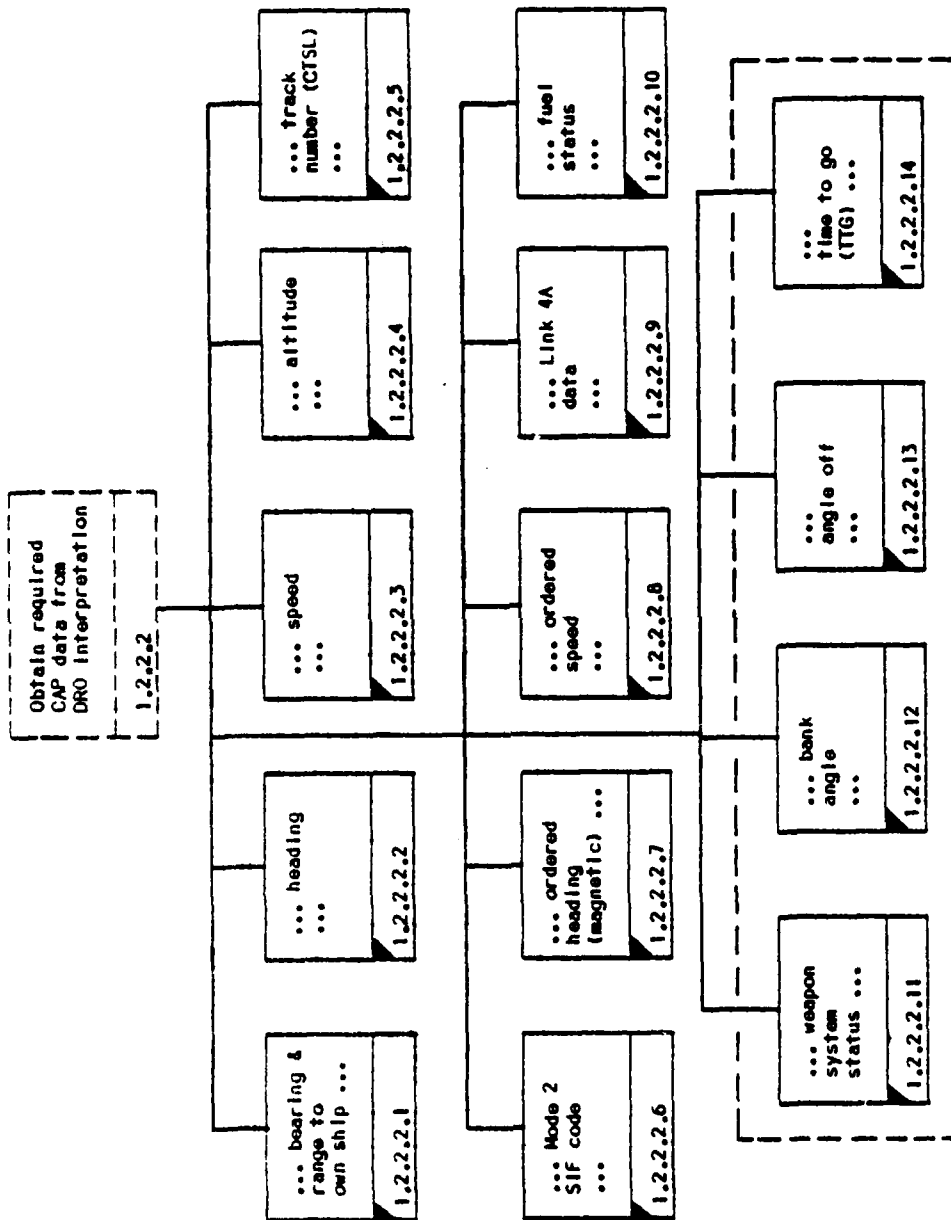 Obtain required
CAP data from
DRO interpretation
1.2.2.2
... bearing &
range to
own ship ...
1.2.2.2.1
... heading
...
1.2.2.2.2
... speed
...
1.2.2.2.3
... altitude
...
1.2.2.2.4
... track
number (CTSL)
...
1.2.2.2.5
... Mode 2
SIF code
...
1.2.2.2.6
... ordered
heading
(magnetic) ...
1.2.2.2.7
... ordered
speed
...
1.2.2.2.8
... Link 4A
data
...
1.2.2.2.9
... fuel
status
...
1.2.2.2.10
... weapon
system
status ...
1.2.2.2.11
... bank
angle
...
1.2.2.2.12
...
angle off
...
1.2.2.2.13
...
time to go
(TTG) ...
1.2.2.2.14